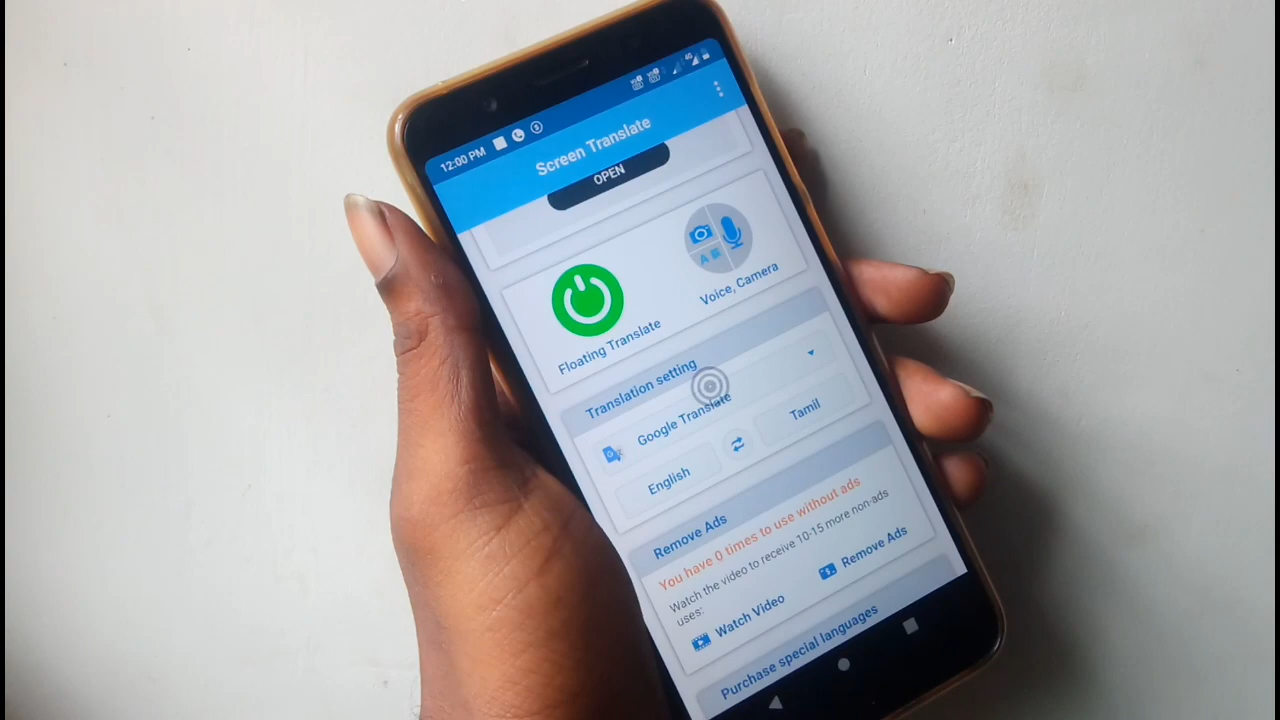 12:00 PM
4G
Screen Translate
OPEN
Floating Translate
Voice, Camera
Translation setting
Google Translate
English
Tamil
Remove Ads
You have 0 times to use without ads
Watch the video to receive 10-15 more non-ads
uses:
Watch Video
Remove Ads
Purchase special languages